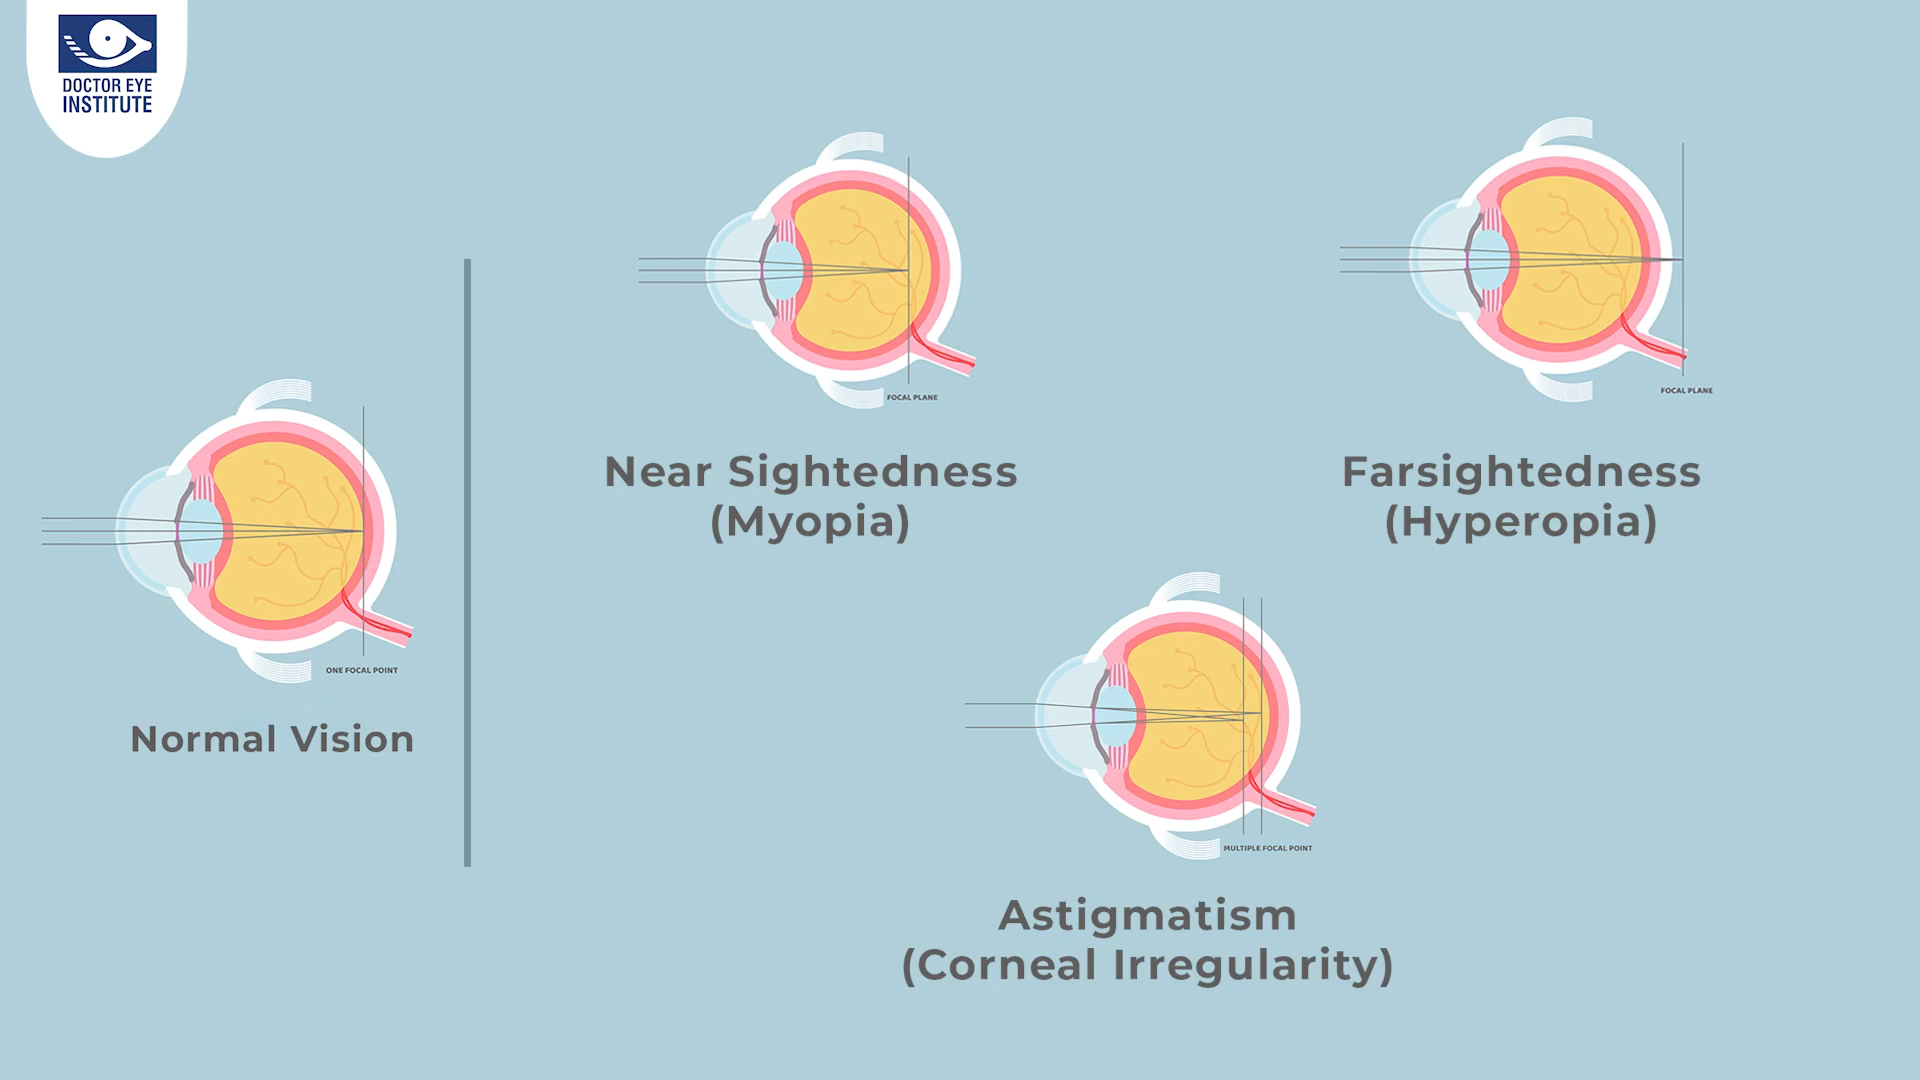 DOCTOR EYE
INSTITUTE
ONE FOCAL POINT
Normal Vision
FOCAL PLANE
Near Sightedness
(Myopia)
FOCAL PLANE
Farsightedness
(Hyperopia)
MULTIPLE FOCAL POINT
Astigmatism
(Corneal Irregularity)